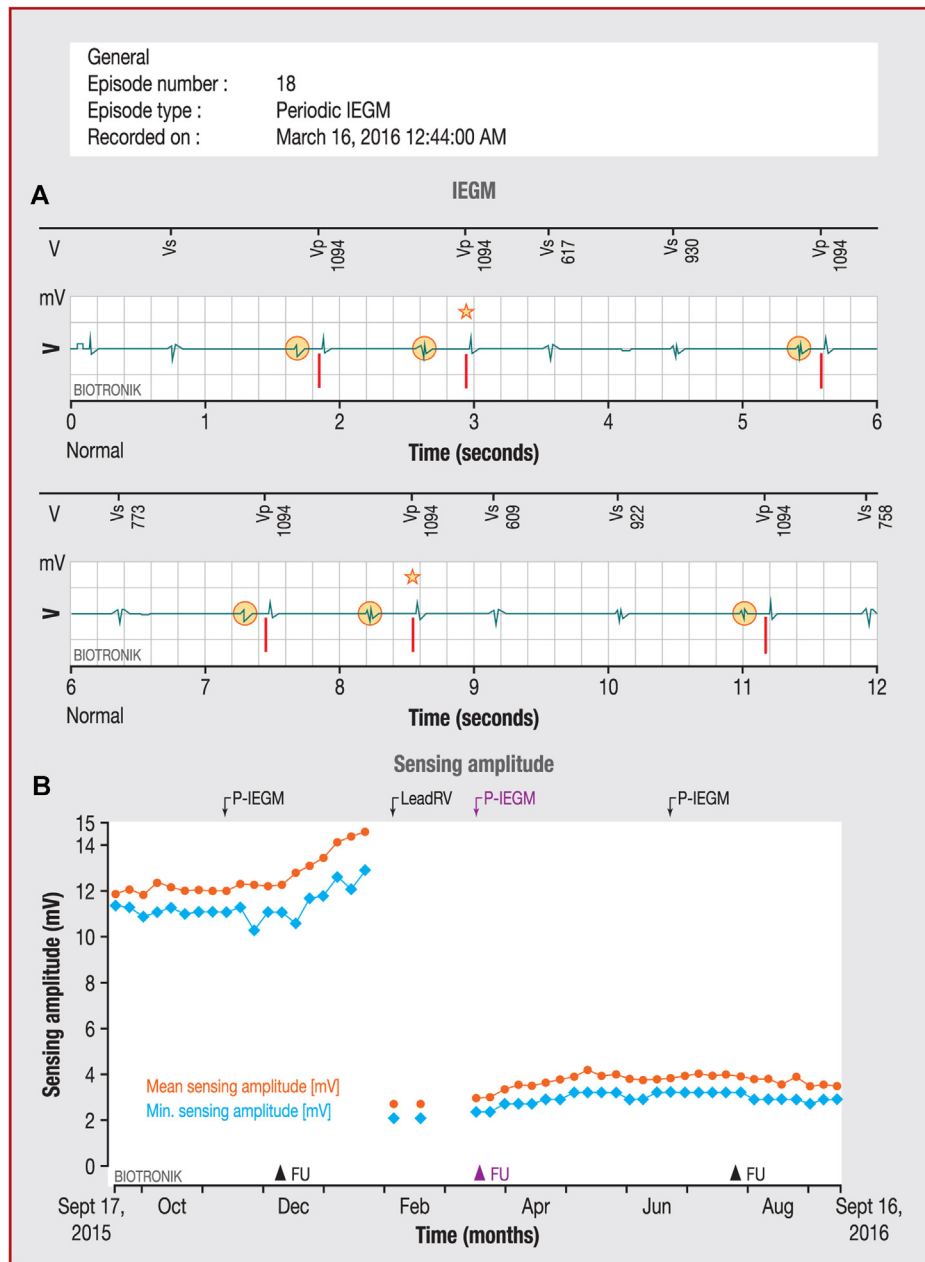 General
Episode number : 18
Episode type : Periodic IEGM
Recorded on : March 16, 2016 12:44:00 AM
A
IEGM
V Vs Vp 1094 Vp 1094 Vs 617 Vs 930 Vp 1094
mV
V
BIOTRONIK
0 1 2 3 4 5 6
Normal Time (seconds)
V Vs 773 Vp 1094 Vp 1094 Vs 609 Vs 922 Vp 1094 Vs 758
mV
V
BIOTRONIK
6 7 8 9 10 11 12
Normal Time (seconds)
Sensing amplitude
B
P-IEGM LeadRV P-IEGM P-IEGM
15
14
12
10
8
6
4
2
0
Sensing amplitude (mV)
Mean sensing amplitude [mV]
Min. sensing amplitude [mV]
FU FU FU
BIOTRONIK
Sept 17, 2015 Oct Dec Feb Apr Jun Aug Sept 16, 2016
Time (months)